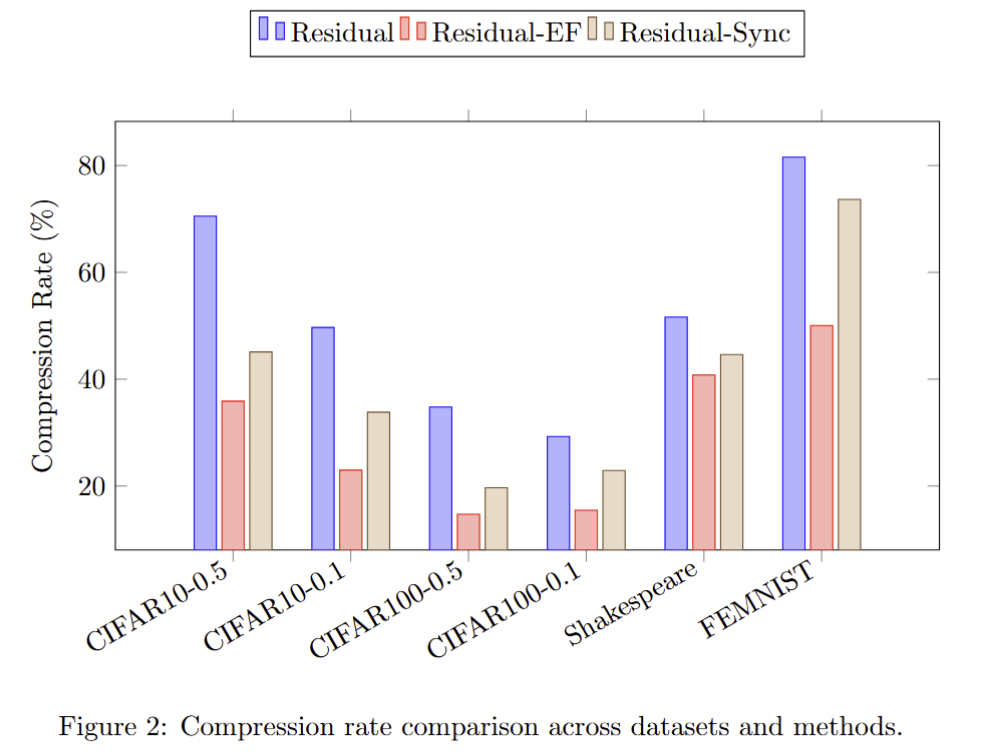 Residual Residual-EF Residual-Sync
80
60
40
20
Compression Rate (%)
CIFAR10-0.5
CIFAR10-0.1
CIFAR100-0.5
CIFAR100-0.1
Shakespeare
FEMNIST
Figure 2: Compression rate comparison across datasets and methods.